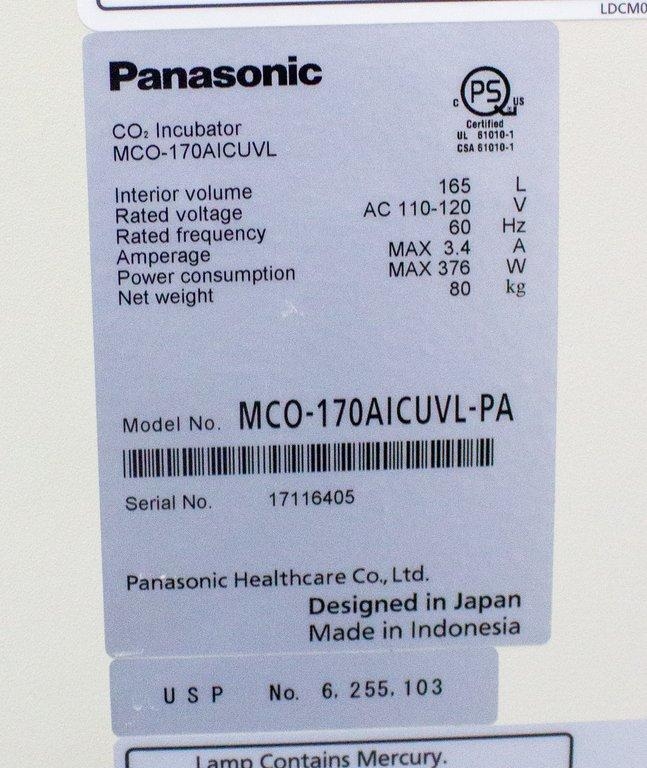 LDCM0
Panasonic
C PS US
Certified
UL 61010-1
CSA 61010-1
CO₂ Incubator
MCO-170AICUVL
Interior volume 165 L
Rated voltage AC 110-120 V
Rated frequency 60 Hz
Amperage MAX 3.4 A
Power consumption MAX 376 W
Net weight 80 kg
Model No. MCO-170AICUVL-PA
Serial No. 17116405
Panasonic Healthcare Co., Ltd.
Designed in Japan
Made in Indonesia
USP No. 6,255,103
Lamp Contains Mercury.